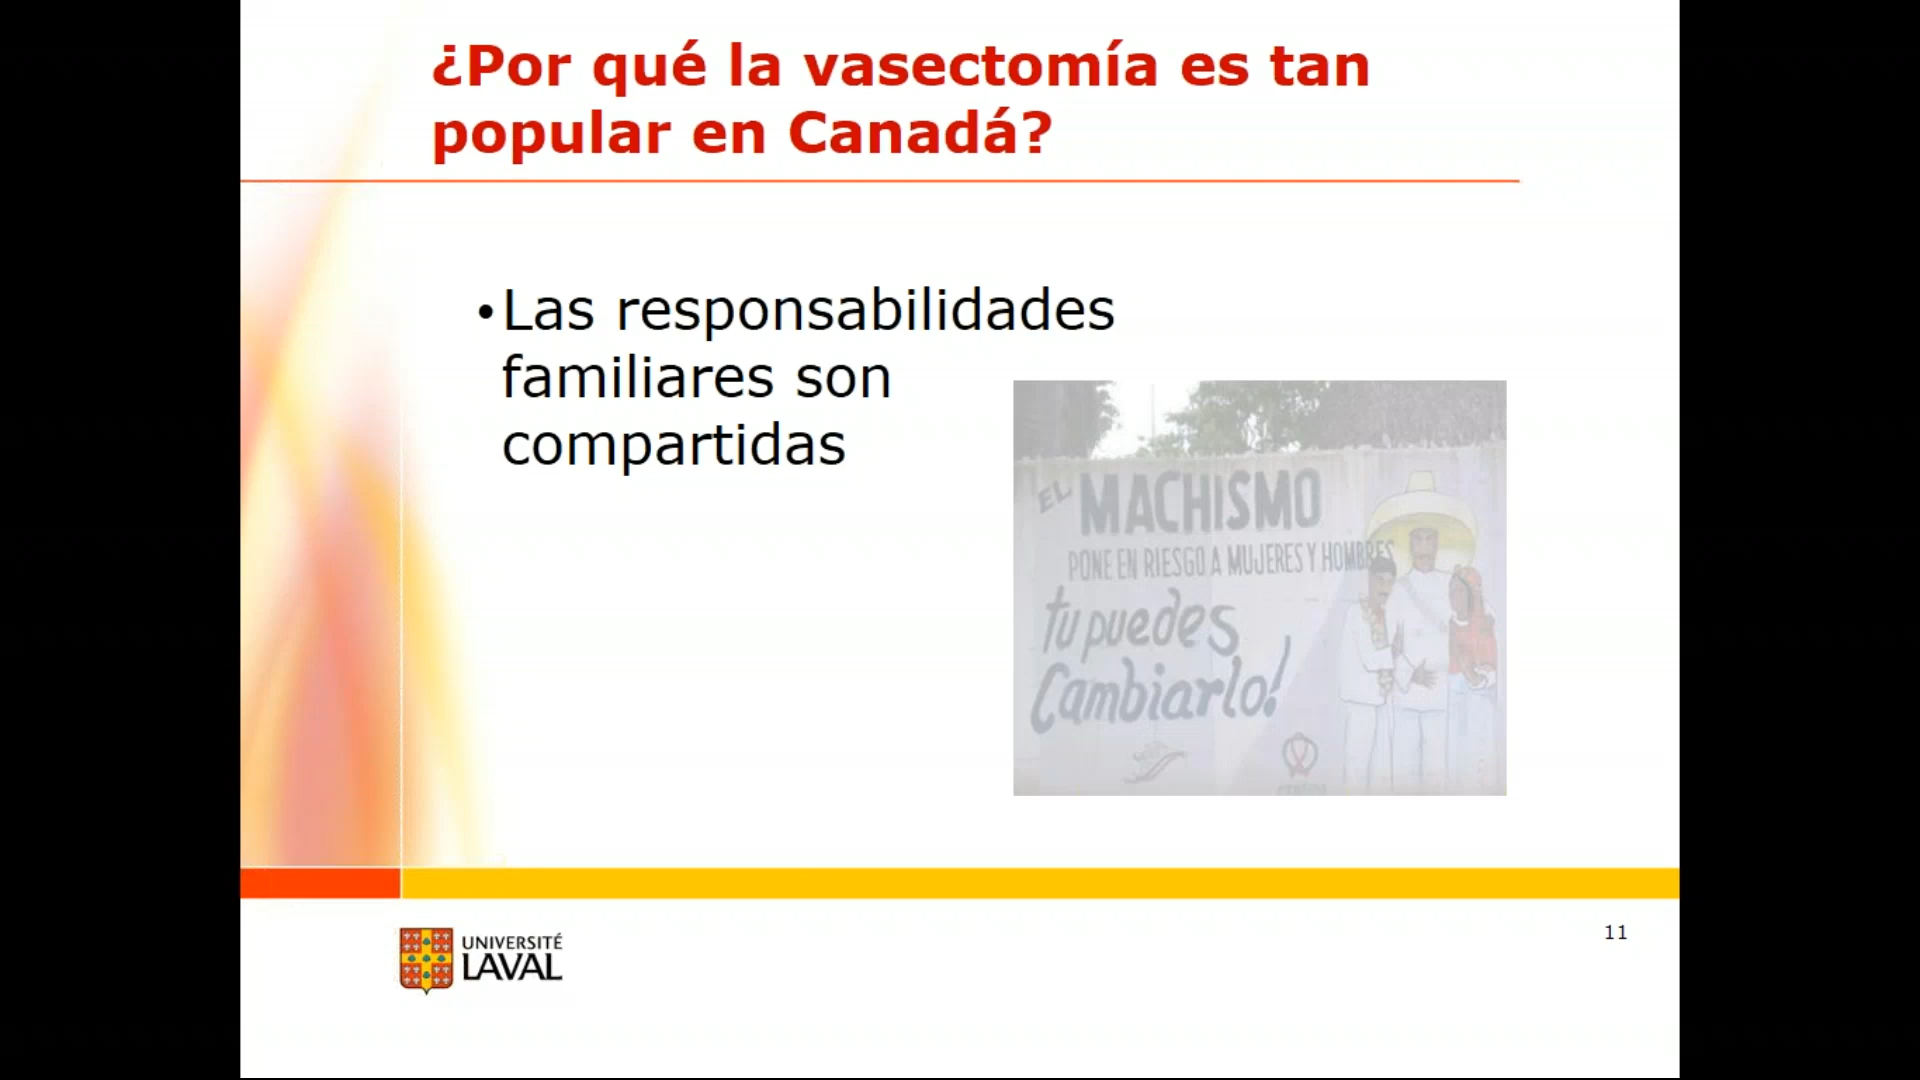 ¿Por qué la vasectomía es tan
popular en Canadá?
•Las responsabilidades
familiares son
compartidas
EL MACHISMO
PONE EN RIESGO A MUJERES Y HOMBRES
tu puedes
Cambiarlo!
UNIVERSITÉ
LAVAL
11